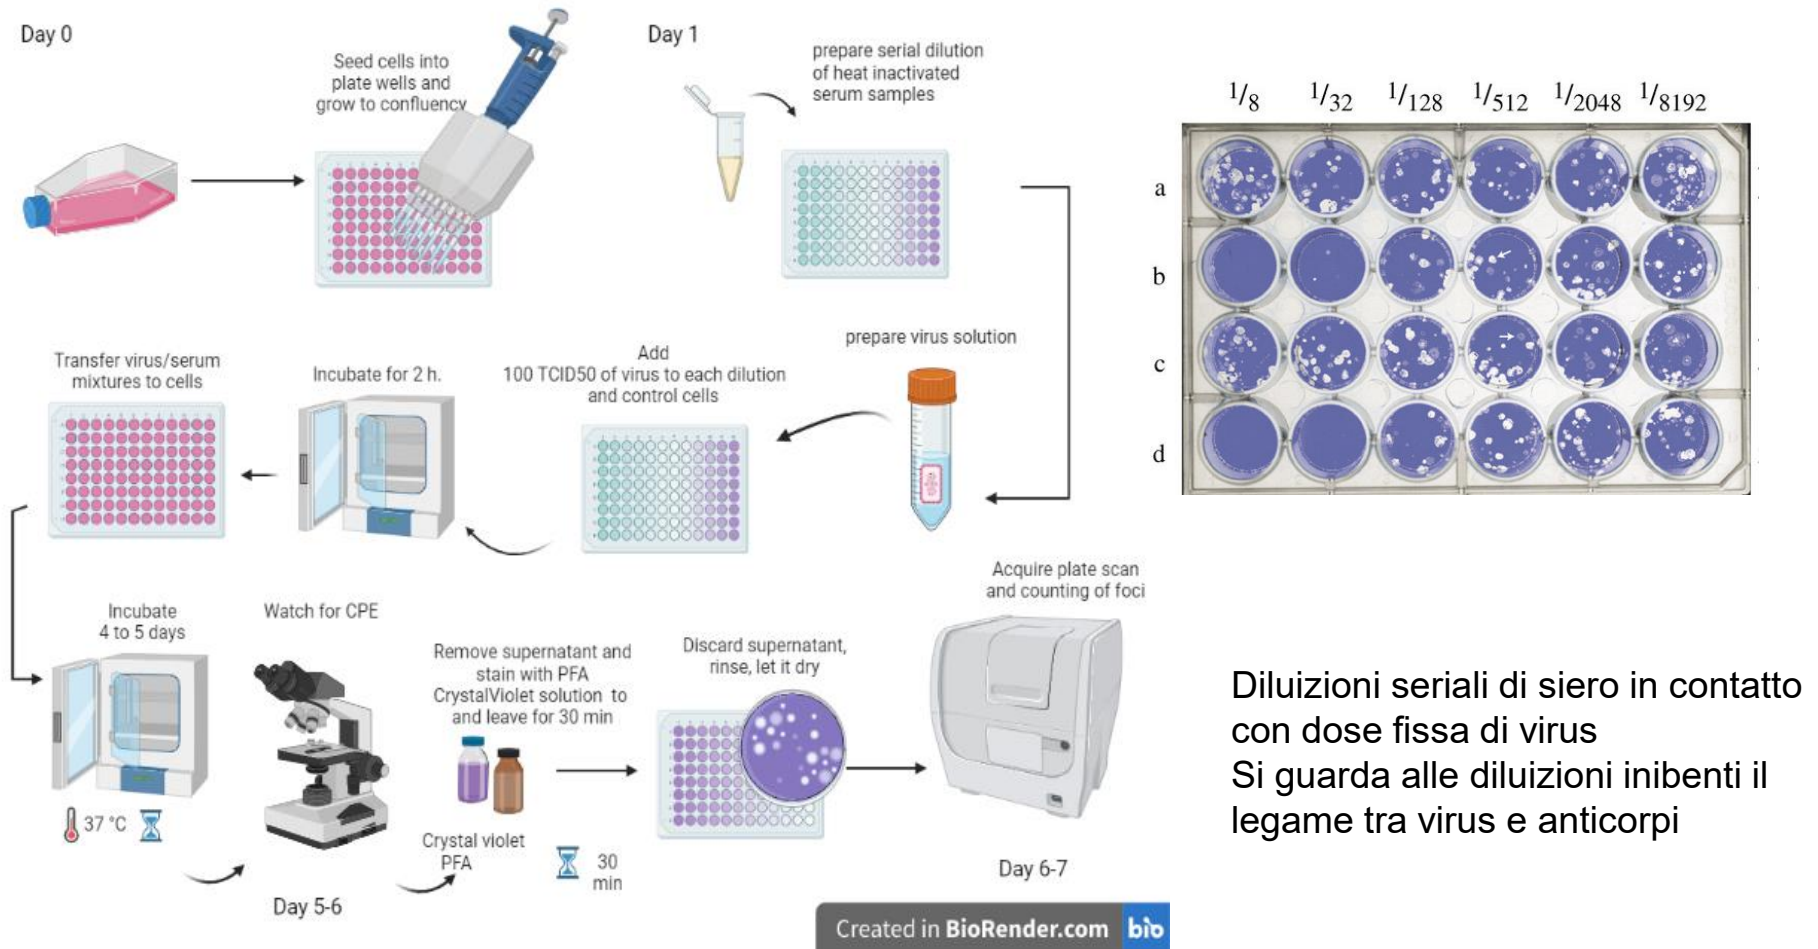 Day 0
Seed cells into
plate wells and
grow to confluency
Day 1
prepare serial dilution
of heat inactivated
serum samples
prepare virus solution
Add
100 TCID50 of virus to each dilution
and control cells
Incubate for 2 h.
Transfer virus/serum
mixtures to cells
Incubate
4 to 5 days
37 °C
Watch for CPE
Day 5-6
Remove supernatant and
stain with PFA
CrystalViolet solution to
and leave for 30 min
Crystal violet
PFA
30
min
Discard supernatant,
rinse, let it dry
Acquire plate scan
and counting of foci
Day 6-7
Created in BioRender.com bio
1/8 1/32 1/128 1/512 1/2048 1/8192
a
b
c
d
Diluizioni seriali di siero in contatto
con dose fissa di virus
Si guarda alle diluizioni inibenti il
legame tra virus e anticorpi